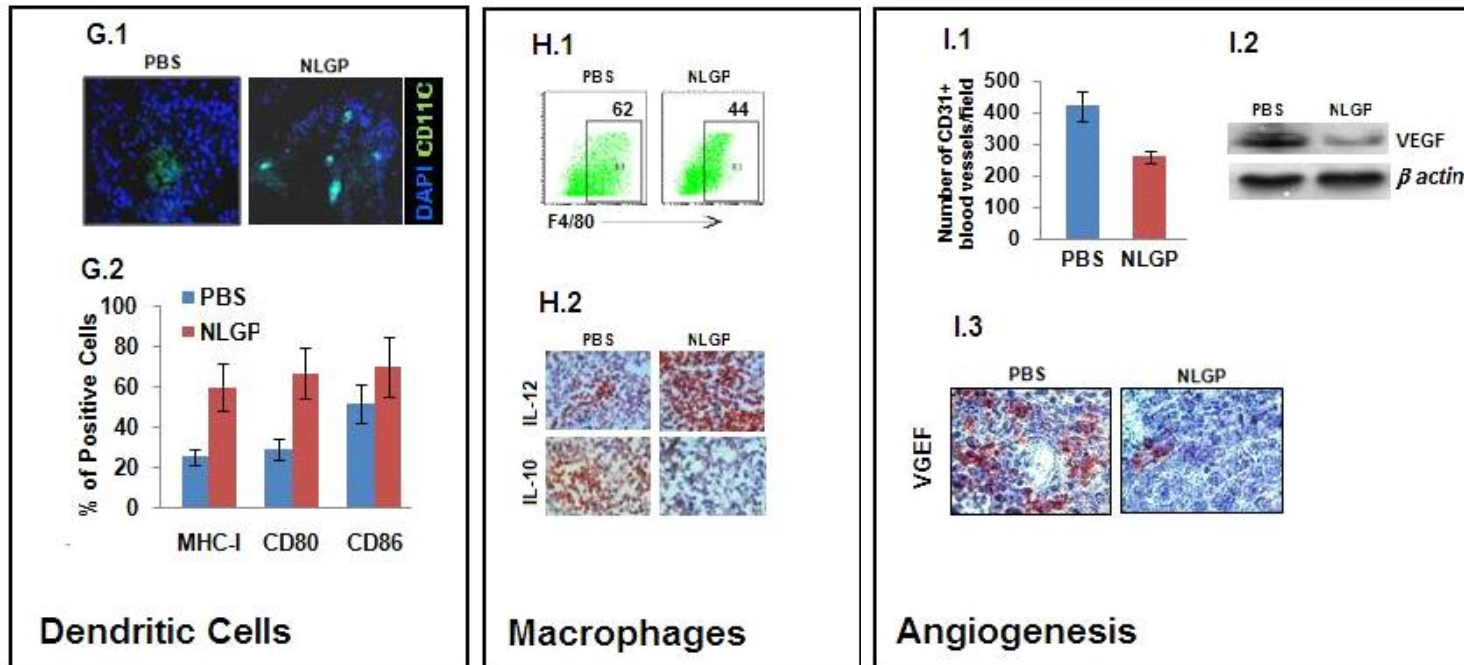 G.1
PBS NLGP
DAPI CD11C
G.2
PBS
NLGP
% of Positive Cells
100
80
60
40
20
0
MHC-I CD80 CD86
Dendritic Cells
H.1
PBS NLGP
62 44
F4/80
H.2
PBS NLGP
IL-12
IL-10
Macrophages
I.1
Number of CD31+
blood vessels/field
500
400
300
200
100
0
PBS NLGP
I.2
PBS NLGP
VEGF
β actin
I.3
PBS NLGP
VGEF
Angiogenesis